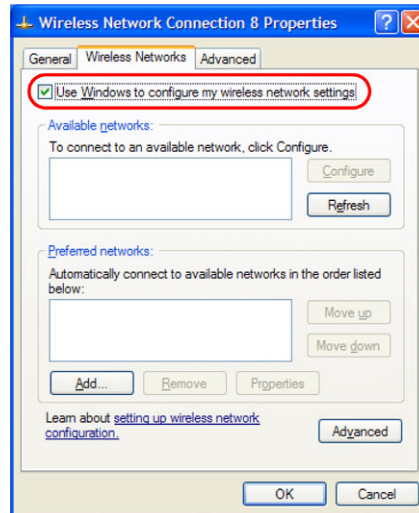 Wireless Network Connection 8 Properties
General Wireless Networks Advanced
Use Windows to configure my wireless network settings
Available networks:
To connect to an available network, click Configure.
Configure
Refresh
Preferred networks:
Automatically connect to available networks in the order listed
below:
Move up
Move down
Add... Remove Properties
Learn about setting up wireless network
configuration.
Advanced
OK Cancel